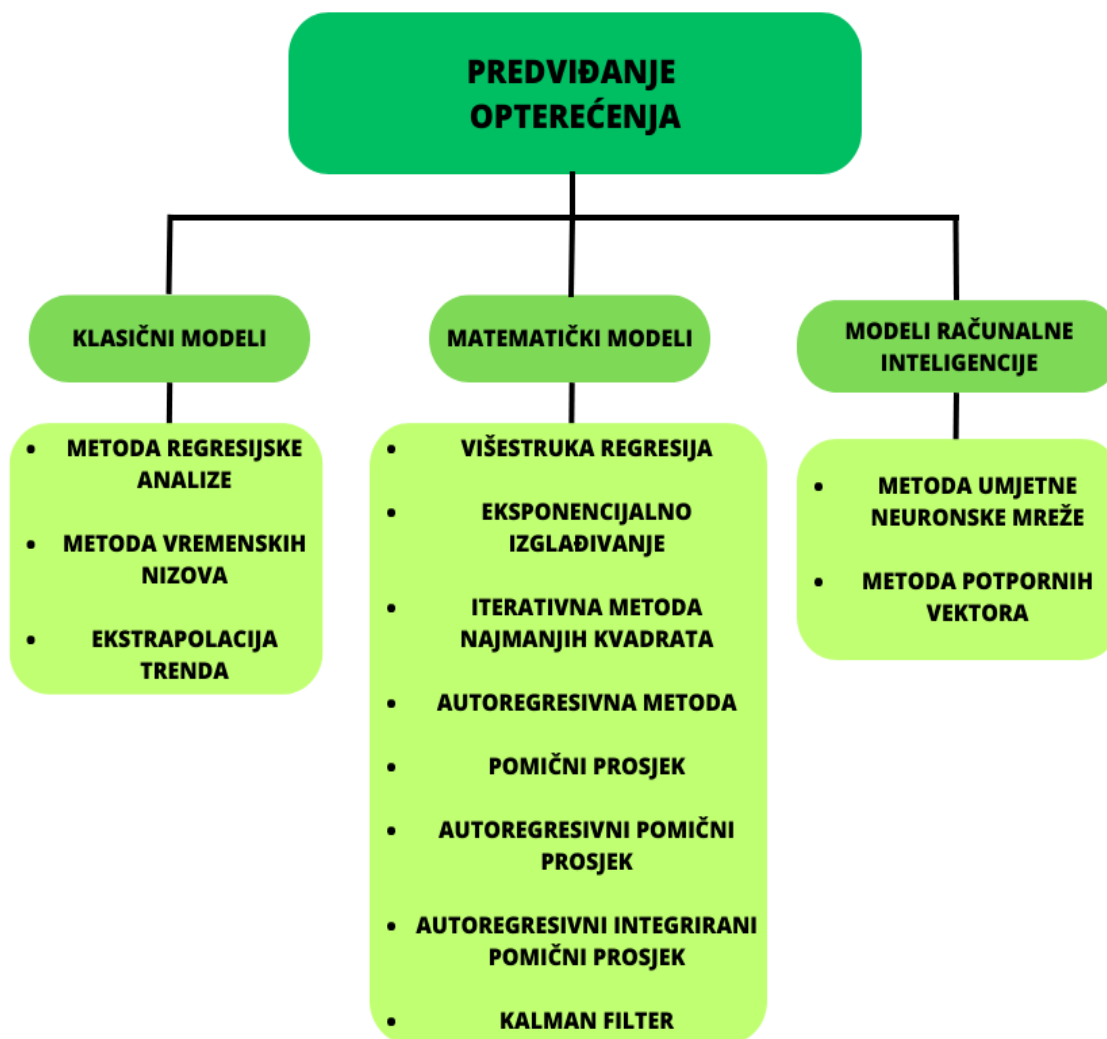 PREDVIĐANJE
OPTEREĆENJA
KLASIČNI MODELI
• METODA REGRESIJSKE
ANALIZE
• METODA VREMENSKIH
NIZOVA
• EKSTRAPOLACIJA
TRENDA
MATEMATIČKI MODELI
• VIŠESTRUKA REGRESIJA
• EKSPONENCIJALNO
IZGLAĐIVANJE
• ITERATIVNA METODA
NAJMANJIH KVADRATA
• AUTOREGRESIVNA METODA
• POMIČNI PROSJEK
• AUTOREGRESIVNI POMIČNI
PROSJEK
• AUTOREGRESIVNI INTEGRIRANI
POMIČNI PROSJEK
• KALMAN FILTER
MODELI RAČUNALNE
INTELIGENCIJE
• METODA UMJETNE
NEURONSKE MREŽE
• METODA POTPORNIH
VEKTORA